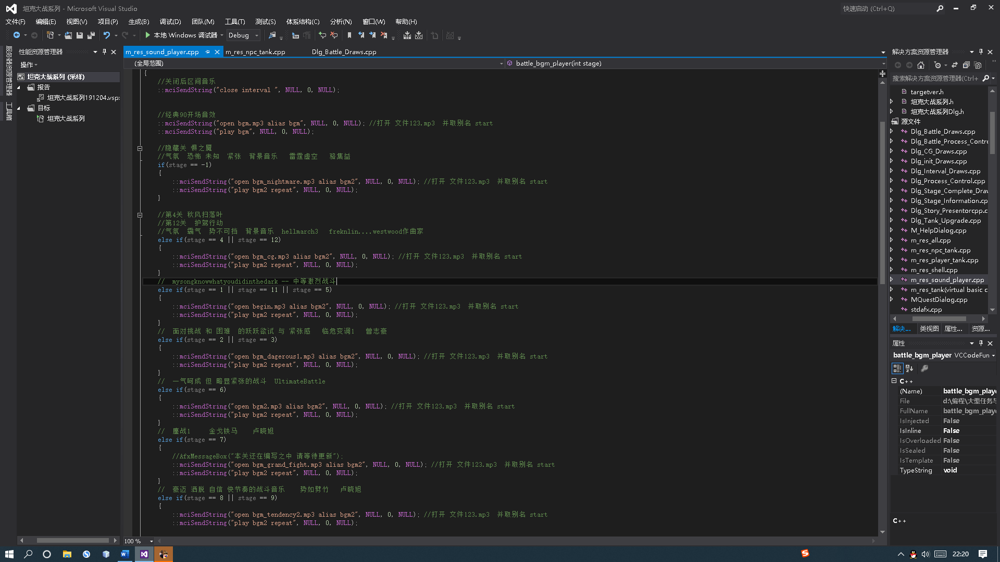 坦克大战系列 - Microsoft Visual Studio
快速启动 (Ctrl+Q)
文件(F) 编辑(E) 视图(V) 项目(P) 生成(B) 调试(D) 团队(M) 工具(T) 测试(S) 体系结构(C) 分析(N) 窗口(W) 帮助(H)
本地 Windows 调试器 Debug
服务器资源管理器
工具箱
性能资源管理器
操作
坦克大战系列 (采样)
报告
坦克大战系列191204.vsp
目标
坦克大战系列
m_res_sound_player.cpp m_res_npc_tank.cpp Dlg_Battle_Draws.cpp
(全局范围) battle_bgm_player(int stage)
{
//关闭后区间音乐
::mciSendString("close interval ", NULL, 0, NULL);
//经典90开场音效
::mciSendString("open bgm.mp3 alias bgm", NULL, 0, NULL); //打开 文件123.mp3 并取别名 start
::mciSendString("play bgm", NULL, 0, NULL);
//隐藏关 惧之魇
//气氛 恐怖 未知 紧张 背景音乐 雷霆虚空 骆集益
if(stage == -1)
{
::mciSendString("open bgm_nightmare.mp3 alias bgm2", NULL, 0, NULL); //打开 文件123.mp3 并取别名 start
::mciSendString("play bgm2 repeat", NULL, 0, NULL);
}
//第4关 秋风扫落叶
//第12关 护驾行动
//气氛 霸气 势不可挡 背景音乐 hellmarch3 freknlin....westwood作曲家
else if(stage == 4 || stage == 12)
{
::mciSendString("open bgm_cg.mp3 alias bgm2", NULL, 0, NULL); //打开 文件123.mp3 并取别名 start
::mciSendString("play bgm2 repeat", NULL, 0, NULL);
}
// mysongknowwhatyoudidinthedark -- 中等激烈战斗
else if(stage == 1 || stage == 11 || stage == 5)
{
::mciSendString("open begin.mp3 alias bgm2", NULL, 0, NULL); //打开 文件123.mp3 并取别名 start
::mciSendString("play bgm2 repeat", NULL, 0, NULL);
}
// 面对挑战 和 困难 的跃跃欲试 与 紧张感 临危变调1 曾志豪
else if(stage == 2 || stage == 3)
{
::mciSendString("open bgm_dagerous1.mp3 alias bgm2", NULL, 0, NULL); //打开 文件123.mp3 并取别名 start
::mciSendString("play bgm2 repeat", NULL, 0, NULL);
}
// 一气呵成 但 略显紧张的战斗 UltimateBattle
else if(stage == 6)
{
::mciSendString("open bgm2.mp3 alias bgm2", NULL, 0, NULL); //打开 文件123.mp3 并取别名 start
::mciSendString("play bgm2 repeat", NULL, 0, NULL);
}
// 鏖战1 金戈铁马 卢晓旭
else if(stage == 7)
{
//AfxMessageBox("本关还在编写之中 请等待更新");
::mciSendString("open bgm_grand_fight.mp3 alias bgm2", NULL, 0, NULL); //打开 文件123.mp3 并取别名 start
::mciSendString("play bgm2 repeat", NULL, 0, NULL);
}
// 豪迈 洒脱 自信 快节奏的战斗音乐 势如劈竹 卢晓旭
else if(stage == 8 || stage == 9)
{
::mciSendString("open bgm_tendency2.mp3 alias bgm2", NULL, 0, NULL); //打开 文件123.mp3 并取别名 start
::mciSendString("play bgm2 repeat", NULL, 0, NULL);
100 %
解决方案资源管理器
搜索解决方案资源管理器(Ctrl+
targetver.h
坦克大战系列.h
坦克大战系列Dlg.h
源文件
Dlg_Battle_Draws.cpp
Dlg_Battle_Process_Contro
Dlg_CG_Draws.cpp
Dlg_init_Draws.cpp
Dlg_Interval_Draws.cpp
Dlg_Process_Control.cpp
Dlg_Stage_Complete_Draw
Dlg_Stage_Information.cp
Dlg_Story_Presentorcpp.c
Dlg_Tank_Upgrade.cpp
M_HelpDialog.cpp
m_res_all.cpp
m_res_npc_tank.cpp
m_res_player_tank.cpp
m_res_shell.cpp
m_res_sound_player.cpp
m_res_tank(virtual basic c
MQuestDialog.cpp
stdafx.cpp
解决... 类视图 属性... 资源...
属性
battle_bgm_player VCCodeFun
C++
(Name) battle_bgm_playe
File d:\编程\大型任务与
FullName battle_bgm_playe
IsInjected False
IsInline False
IsOverloaded False
IsSealed False
IsTemplate False
TypeString void
C++
22:20